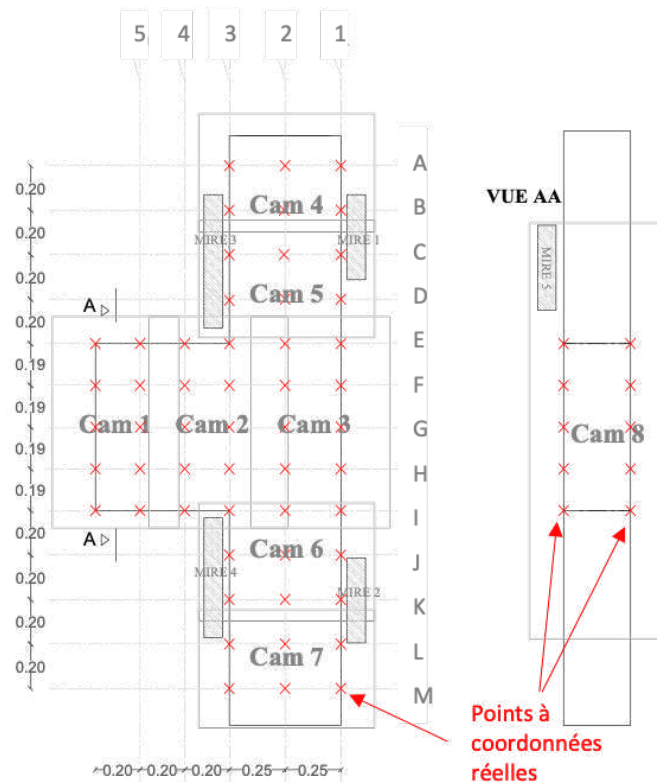 5
4
3
2
1
A
0.20
VUE AA
B
Cam 4
0.20
MIRE 3
MIRE 1
C
MIRE 5
0.20
Cam 5
D
A
0.20
E
0.19
F
0.19
Cam 1
Cam 2
Cam 3
G
Cam 8
0.19
H
0.19
I
A
0.20
Cam 6
J
MIRE 4
MIRE 2
0.20
K
0.20
Cam 7
L
0.20
M
Points à
coordonnées
réelles
0.20
0.20
0.20
0.25
0.25